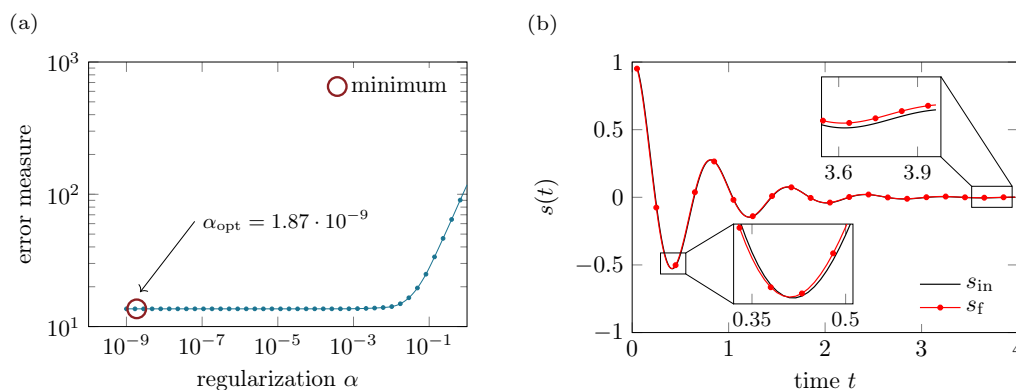 (a)
10^3
10^2
10^1
error measure
minimum
α_opt = 1.87 · 10^−9
10^−9
10^−7
10^−5
10^−3
10^−1
regularization α
(b)
1
0.5
0
−0.5
−1
s(t)
3.6
3.9
0.35
0.5
s_in
s_f
0
1
2
3
4
time t